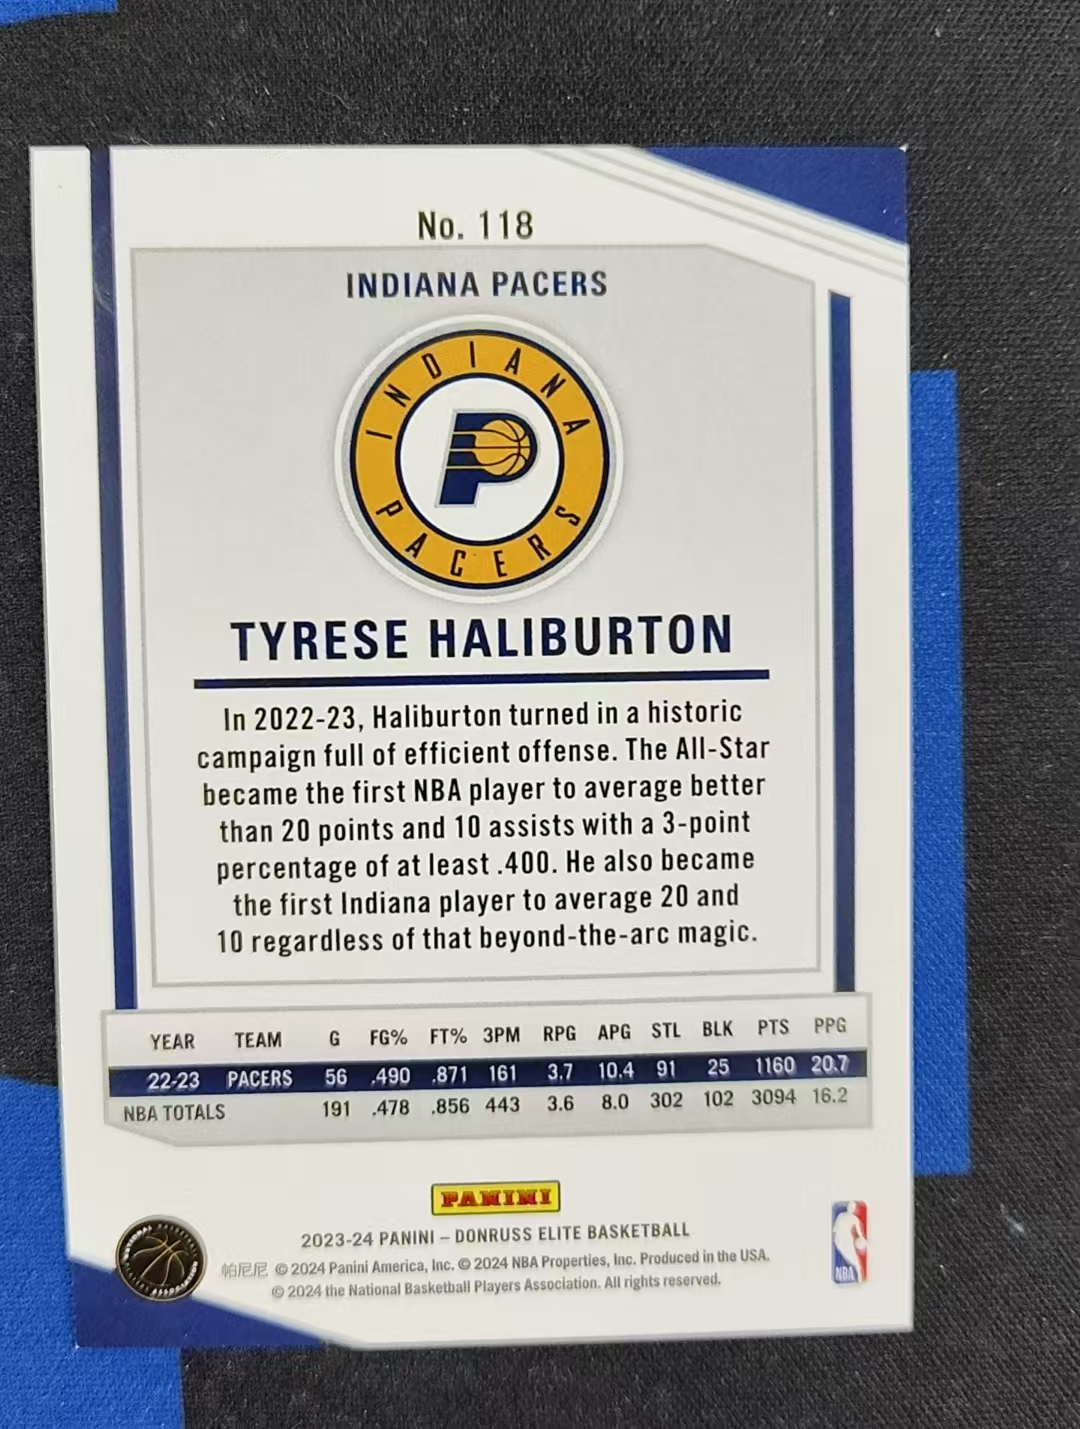 No. 118
INDIANA PACERS
INDIANA
PACERS
TYRESE HALIBURTON
In 2022-23, Haliburton turned in a historic
campaign full of efficient offense. The All-Star
became the first NBA player to average better
than 20 points and 10 assists with a 3-point
percentage of at least .400. He also became
the first Indiana player to average 20 and
10 regardless of that beyond-the-arc magic.
YEAR TEAM G FG% FT% 3PM RPG APG STL BLK PTS PPG
22-23 PACERS 56 .490 .871 161 3.7 10.4 91 25 1160 20.7
NBA TOTALS 191 .478 .856 443 3.6 8.0 302 102 3094 16.2
PANINI
2023-24 PANINI – DONRUSS ELITE BASKETBALL
帕尼尼 © 2024 Panini America, Inc. © 2024 NBA Properties, Inc. Produced in the USA.
© 2024 the National Basketball Players Association. All rights reserved.
NATIONAL BASKETBALL
PLAYERS ASSOCIATION
NBA